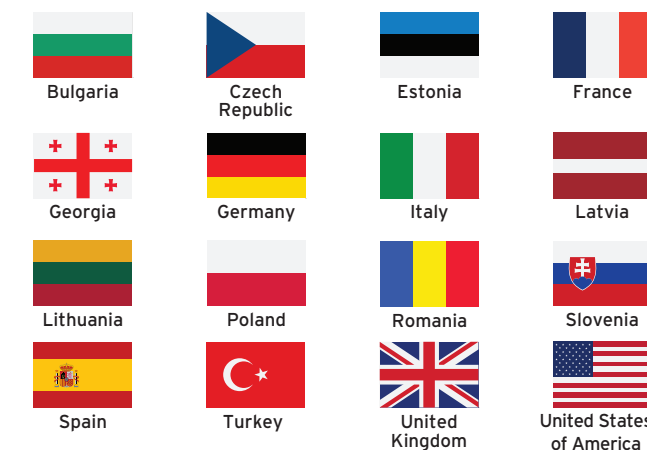 Bulgaria
Czech
Republic
Estonia
France
Georgia
Germany
Italy
Latvia
Lithuania
Poland
Romania
Slovenia
Spain
Turkey
United
Kingdom
United States
of America